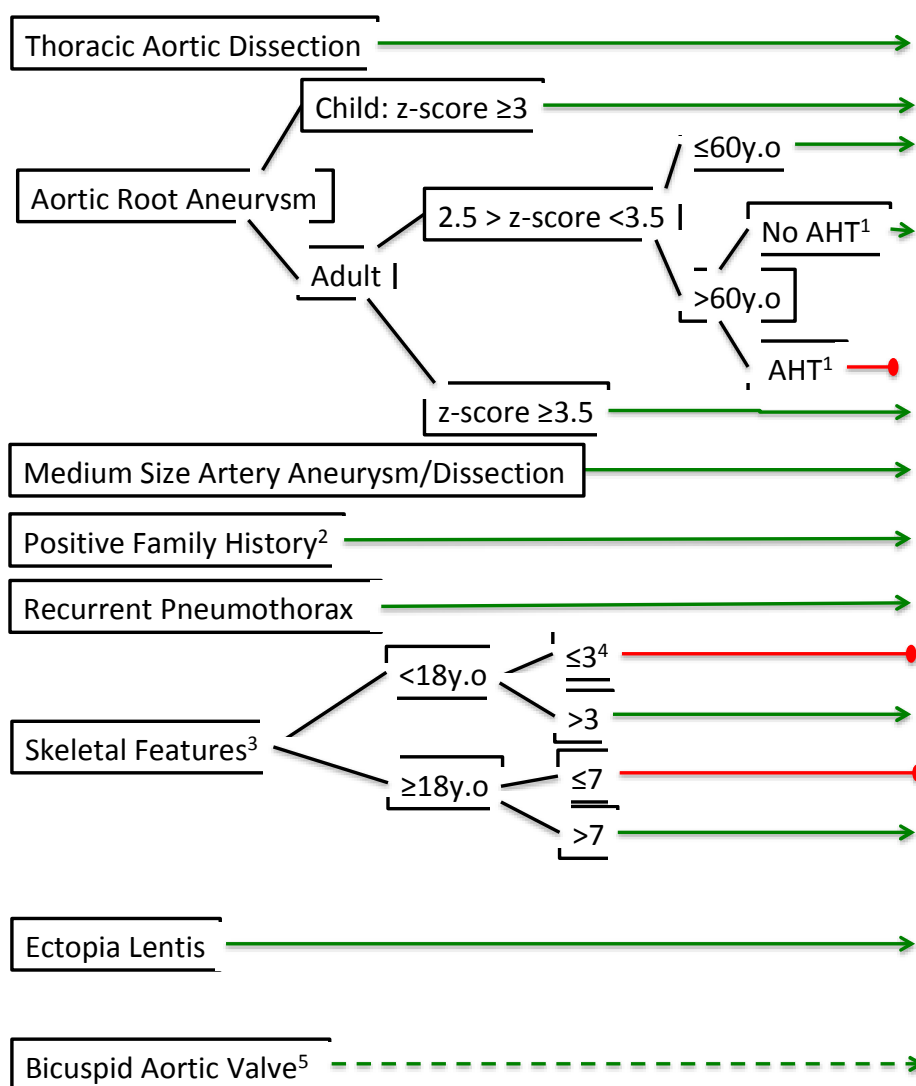 Thoracic Aortic Dissection
Child: z-score ≥3
≤60y.o
Aortic Root Aneurysm
2.5 > z-score <3.5
No AHT¹
Adult
>60y.o
AHT¹
z-score ≥3.5
Medium Size Artery Aneurysm/Dissection
Positive Family History²
Recurrent Pneumothorax
<18y.o
≤3⁴
>3
Skeletal Features³
≥18y.o
≤7
>7
Ectopia Lentis
Bicuspid Aortic Valve⁵